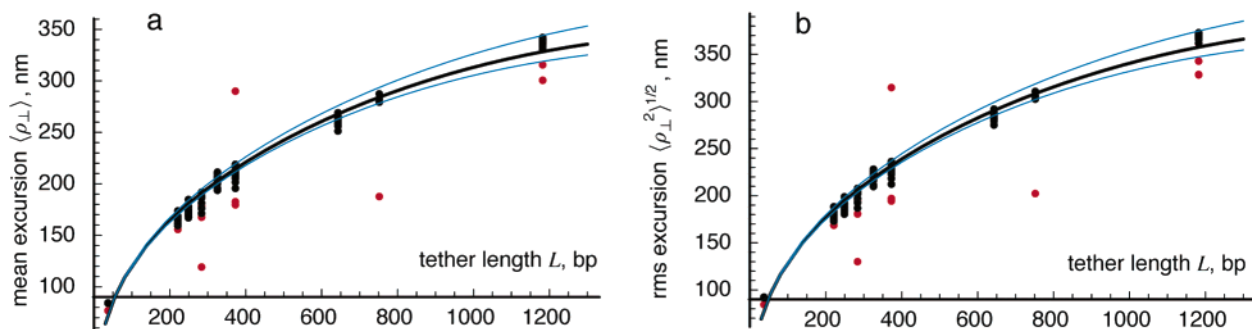 a
mean excursion ⟨ρ⊥⟩, nm
350
300
250
200
150
100
tether length L, bp
200 400 600 800 1000 1200
b
rms excursion ⟨ρ⊥²⟩^1/2, nm
350
300
250
200
150
100
tether length L, bp
200 400 600 800 1000 1200